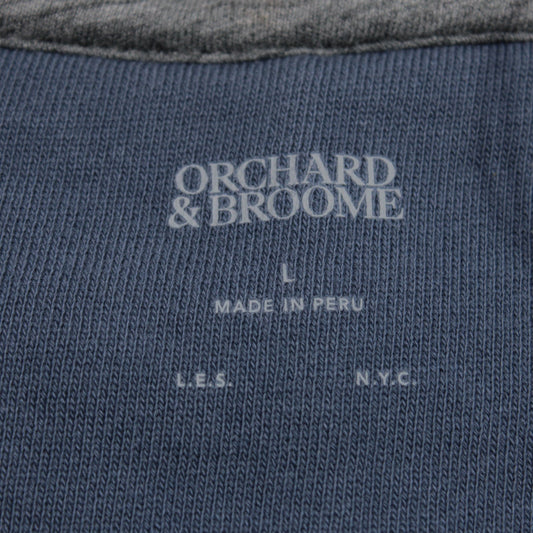 ORCHARD
& BROOME
L
MADE IN PERU
L.E.S. N.Y.C.